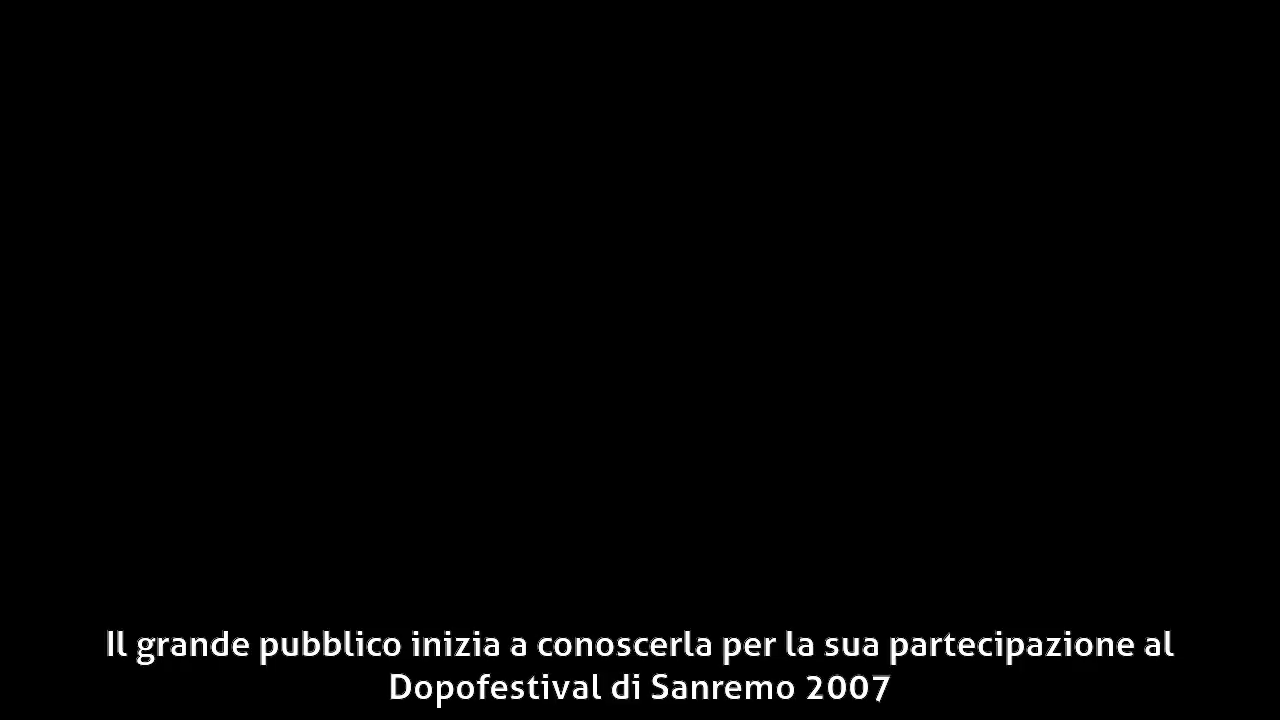 Il grande pubblico inizia a conoscerla per la sua partecipazione al
Dopofestival di Sanremo 2007